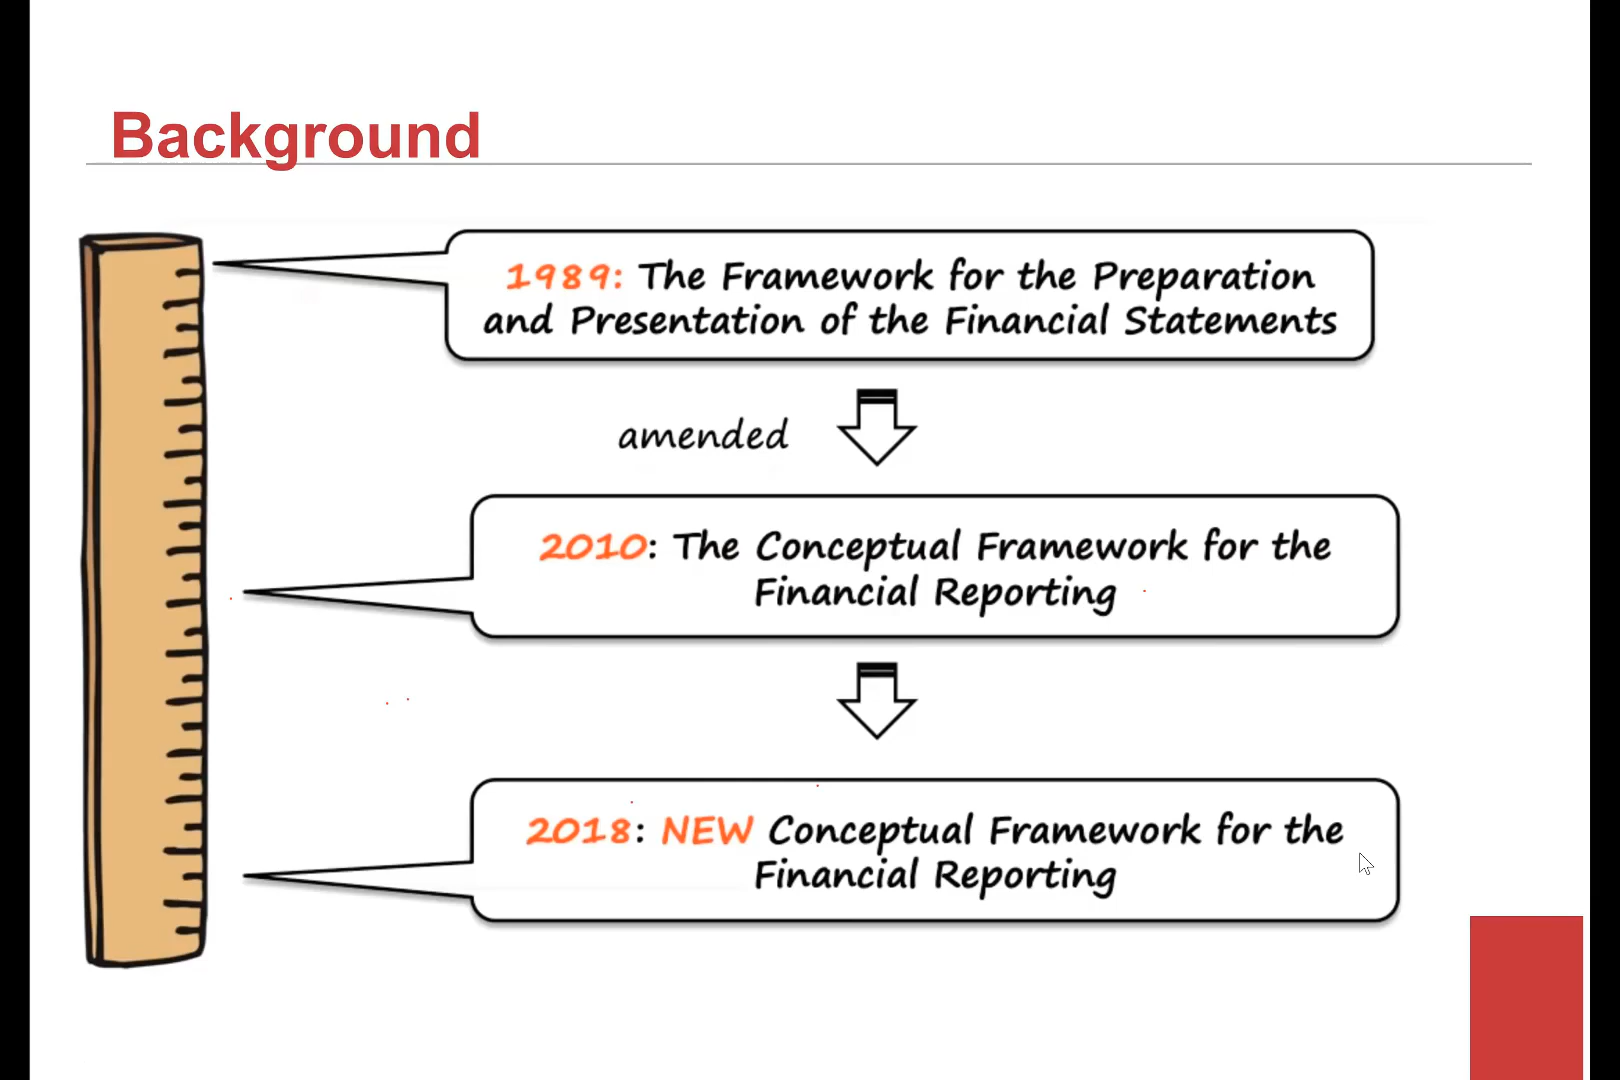 Background
1989: The Framework for the Preparation
and Presentation of the Financial Statements
amended
2010: The Conceptual Framework for the
Financial Reporting
2018: NEW Conceptual Framework for the
Financial Reporting